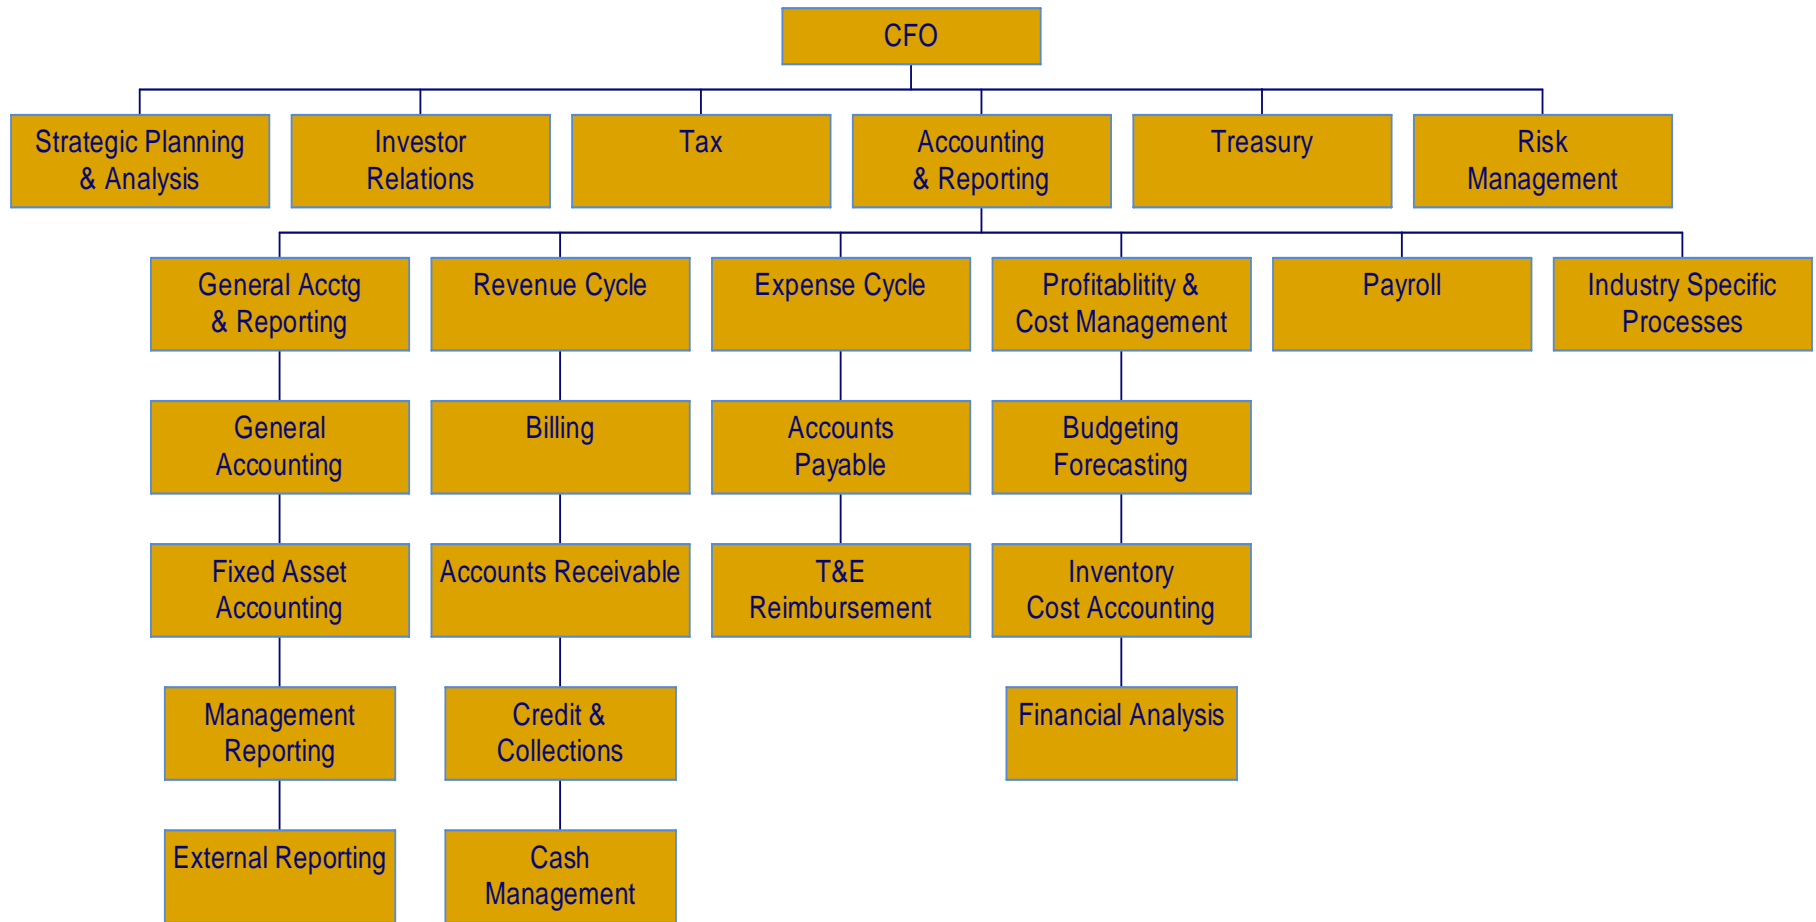 CFO
Strategic Planning
& Analysis
Investor
Relations
Tax
Accounting
& Reporting
Treasury
Risk
Management
General Acctg
& Reporting
Revenue Cycle
Expense Cycle
Profitablitity &
Cost Management
Payroll
Industry Specific
Processes
General
Accounting
Billing
Accounts
Payable
Budgeting
Forecasting
Fixed Asset
Accounting
Accounts Receivable
T&E
Reimbursement
Inventory
Cost Accounting
Management
Reporting
Credit &
Collections
Financial Analysis
External Reporting
Cash
Management